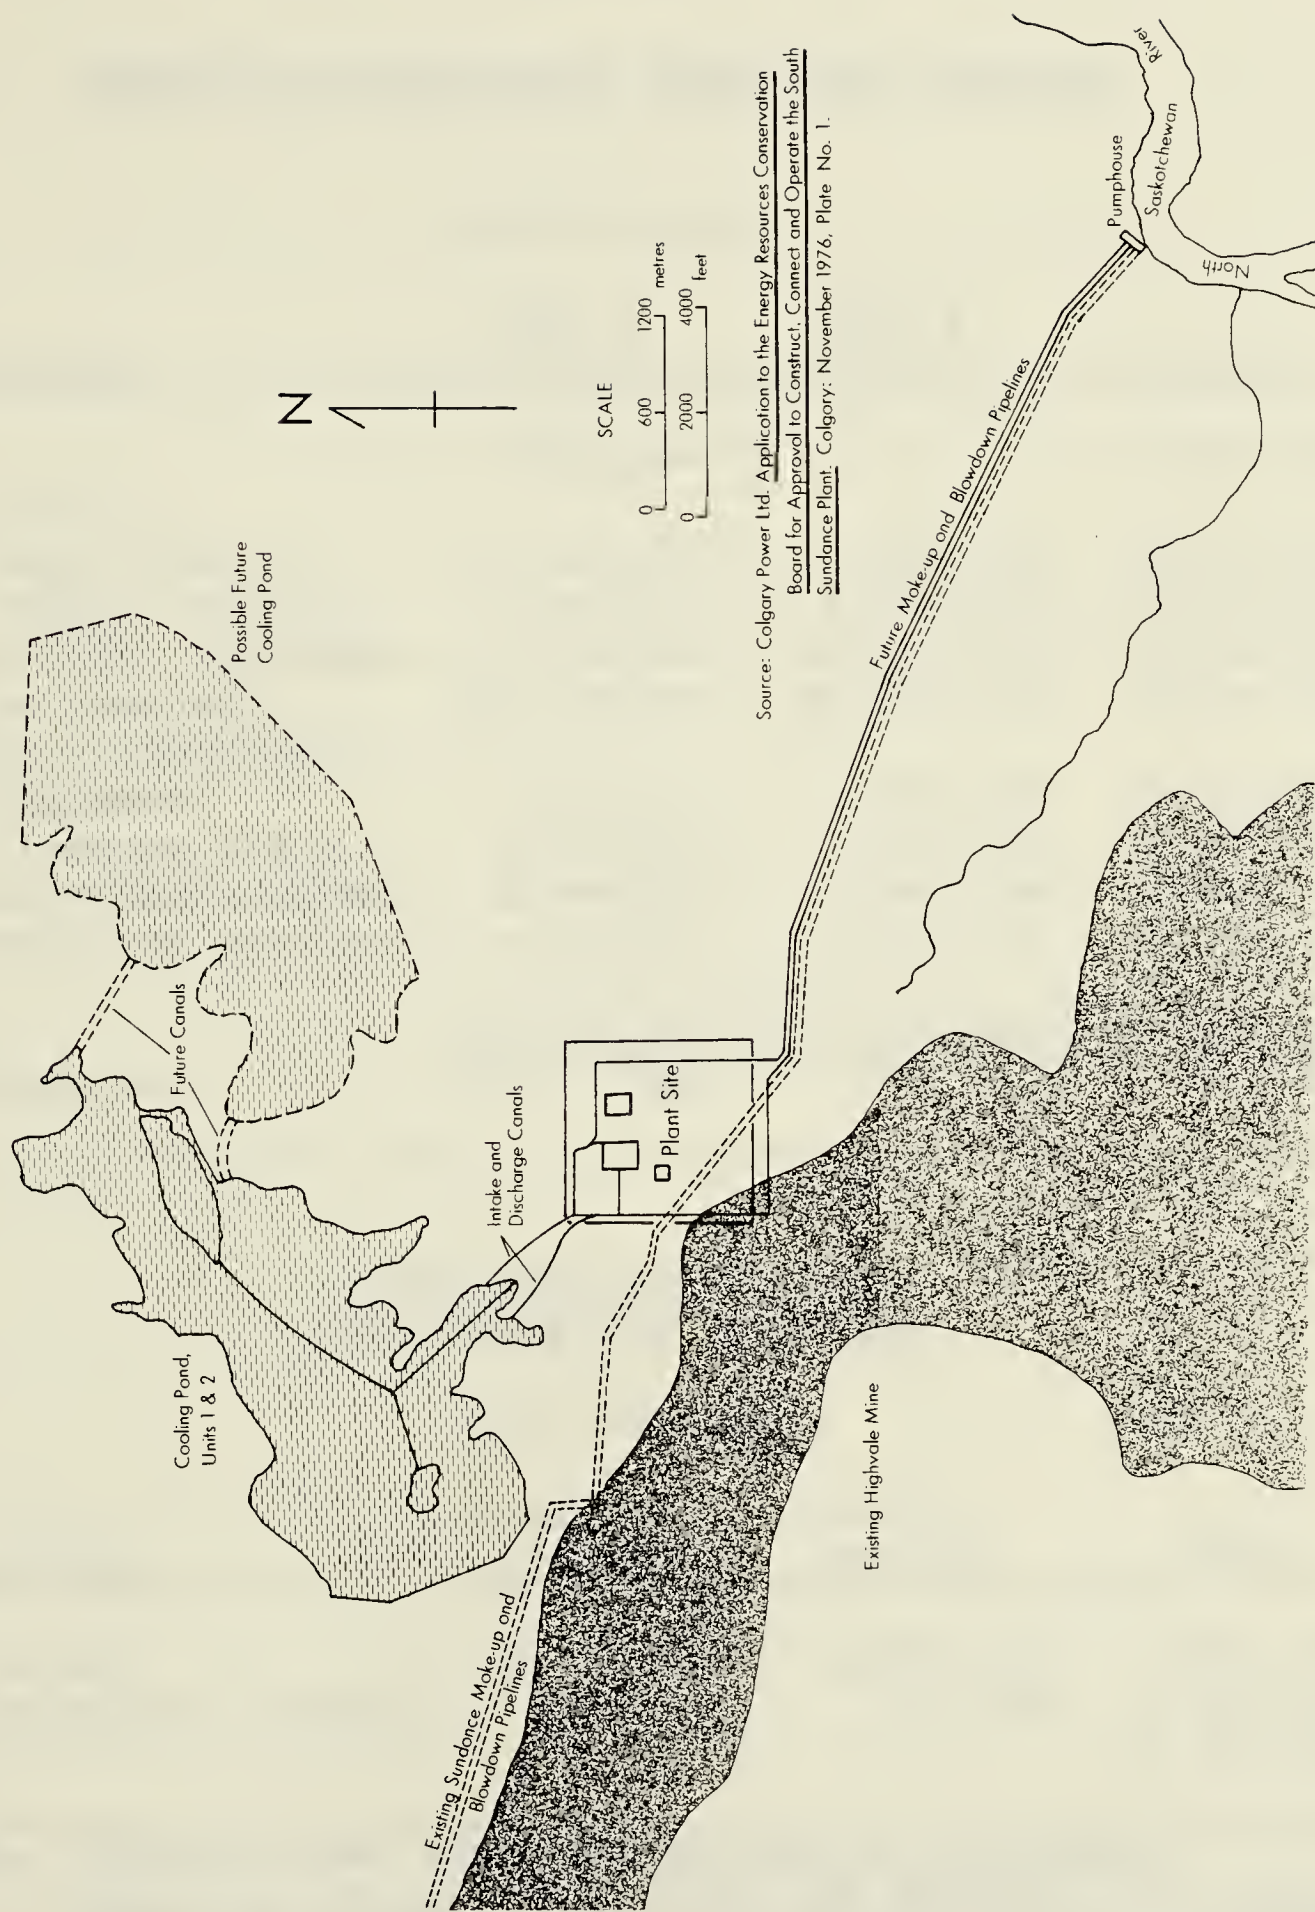 N
SCALE
0 600 1200 metres
0 2000 4000 feet
Possible Future
Cooling Pond
Future Canals
Cooling Pond,
Units 1 & 2
Intake and
Discharge Canals
Plant Site
Existing Sundance Make-up and
Blowdown Pipelines
Existing Highvale Mine
Future Make-up and Blowdown Pipelines
Pumphouse
North
Saskatchewan
River
Source: Calgary Power Ltd. Application to the Energy Resources Conservation
Board for Approval to Construct, Connect and Operate the South
Sundance Plant. Calgary: November 1976, Plate No. 1.